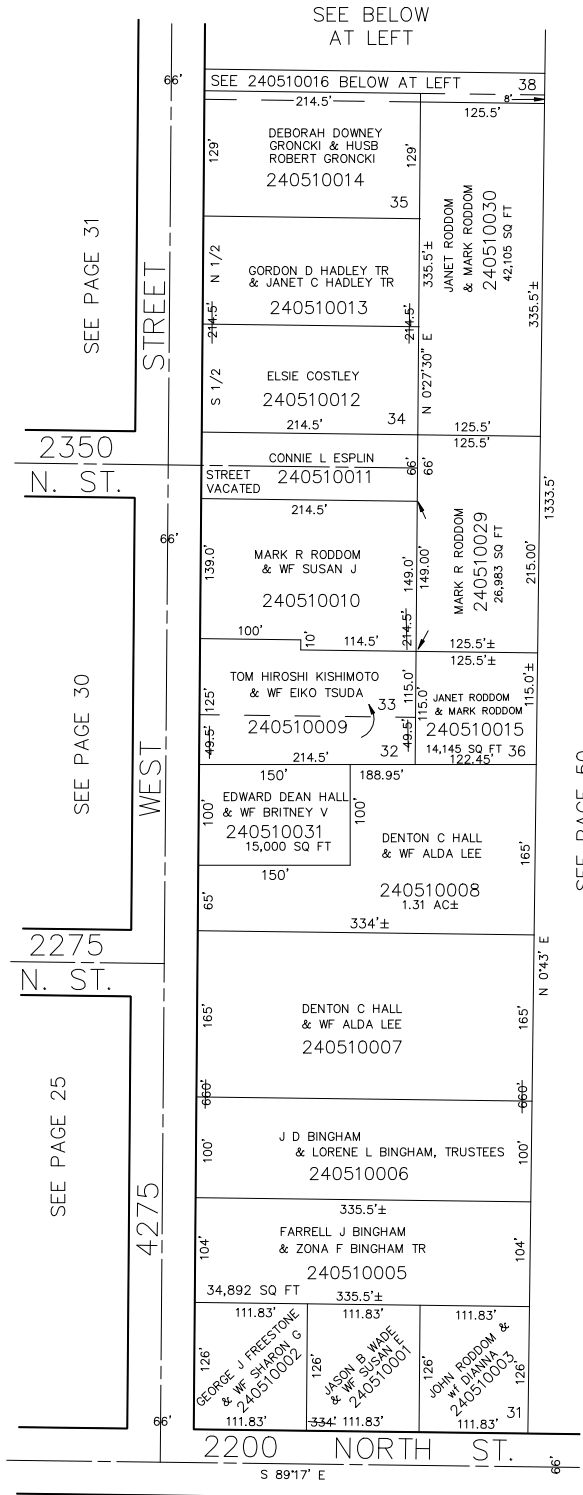 SEE BELOW
AT LEFT
66'
SEE 240510016 BELOW AT LEFT
38
214.5'
8'
125.5'
DEBORAH DOWNEY
GRONCKI & HUSB
ROBERT GRONCKI
240510014
129'
129'
35
JANET RODDOM
& MARK RODDOM
240510030
42,105 SQ FT
335.5'±
335.5'±
SEE PAGE 31
STREET
N 1/2
214.5'
GORDON D HADLEY TR
& JANET C HADLEY TR
240510013
214.5'
N 0°27'30" E
S 1/2
ELSIE COSTLEY
240510012
34
214.5'
125.5'
125.5'
2350
N. ST.
CONNIE L ESPLIN
240510011
STREET
VACATED
66'
66'
214.5'
1333.5'
66'
139.0'
MARK R RODDOM
& WF SUSAN J
240510010
149.0'
149.00'
214.5'
MARK R RODDOM
240510029
26,983 SQ FT
215.00'
100'
10'
114.5'
125.5'±
125.5'±
SEE PAGE 30
WEST
TOM HIROSHI KISHIMOTO
& WF EIKO TSUDA
33
240510009
125'
49.5'
115.0'
49.5'
115.0'
32
214.5'
JANET RODDOM
& MARK RODDOM
240510015
14,145 SQ FT
36
115.0'±
122.45'
SEE PAGE 50
150'
188.95'
EDWARD DEAN HALL
& WF BRITNEY V
240510031
15,000 SQ FT
100'
100'
150'
65'
DENTON C HALL
& WF ALDA LEE
240510008
1.31 AC±
165'
334'±
2275
N. ST.
N 0°43' E
DENTON C HALL
& WF ALDA LEE
240510007
165'
165'
660'
660'
SEE PAGE 25
4275
J D BINGHAM
& LORENE L BINGHAM, TRUSTEES
240510006
100'
100'
335.5'±
FARRELL J BINGHAM
& ZONA F BINGHAM TR
240510005
104'
104'
34,892 SQ FT
335.5'±
111.83'
111.83'
111.83'
126'
GEORGE J FREESTONE
& WF SHARON G
240510002
126'
JASON B WADE
& WF SUSAN E
240510001
126'
JOHN RODDOM &
wf DIANNA
240510003
126'
31
66'
111.83'
334'
111.83'
111.83'
2200 NORTH ST.
S 89°17' E
66'